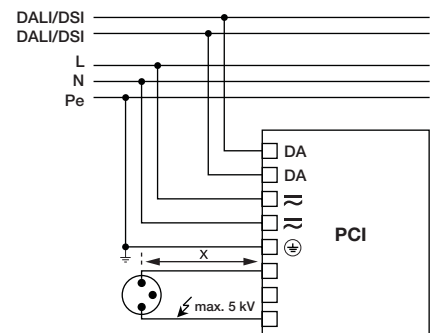 DALI/DSI
DALI/DSI
L
N
Pe
DA
DA
PCI
X
max. 5 kV